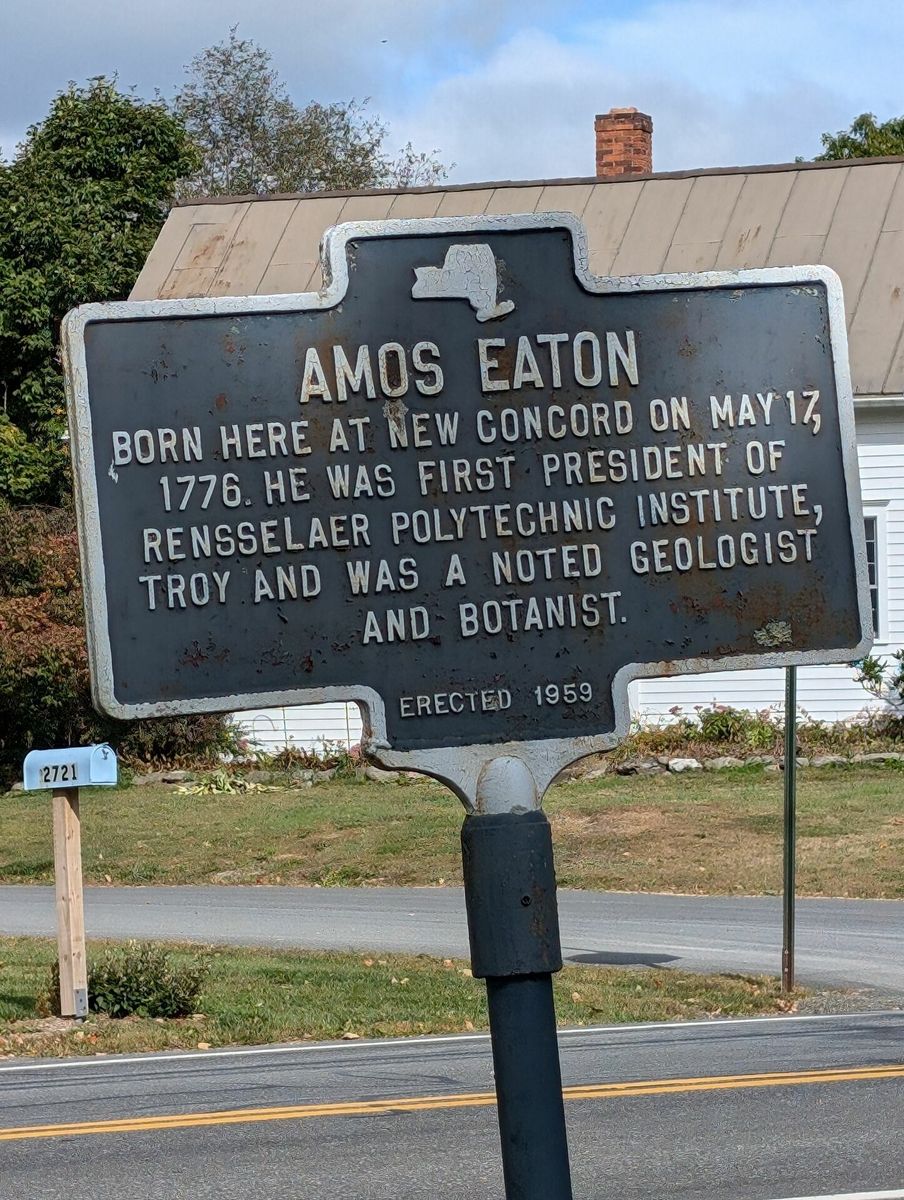 AMOS EATON
BORN HERE AT NEW CONCORD ON MAY 17,
1776. HE WAS FIRST PRESIDENT OF
RENSSELAER POLYTECHNIC INSTITUTE,
TROY AND WAS A NOTED GEOLOGIST
AND BOTANIST.
ERECTED 1959
2721